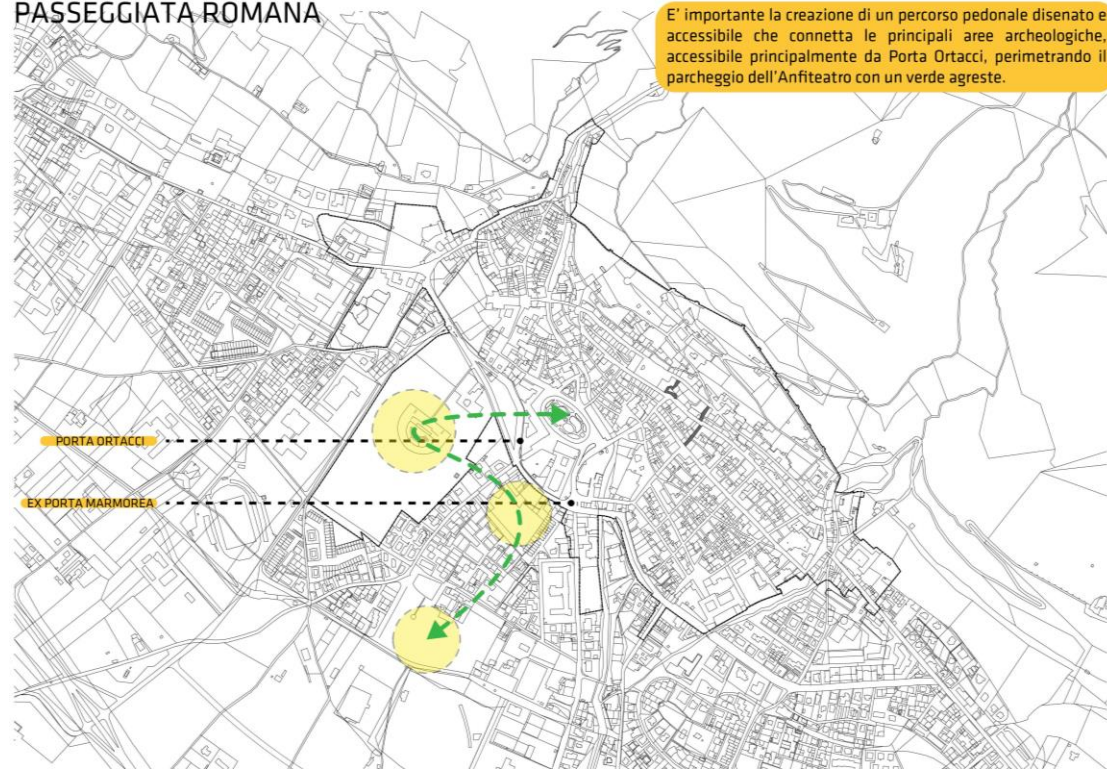 PASSEGGIATA ROMANA
E' importante la creazione di un percorso pedonale disenato e
accessibile che connetta le principali aree archeologiche,
accessibile principalmente da Porta Ortacci, perimetrando il
parcheggio dell'Anfiteatro con un verde agreste.
PORTA ORTACCI
EX PORTA MARMOREA